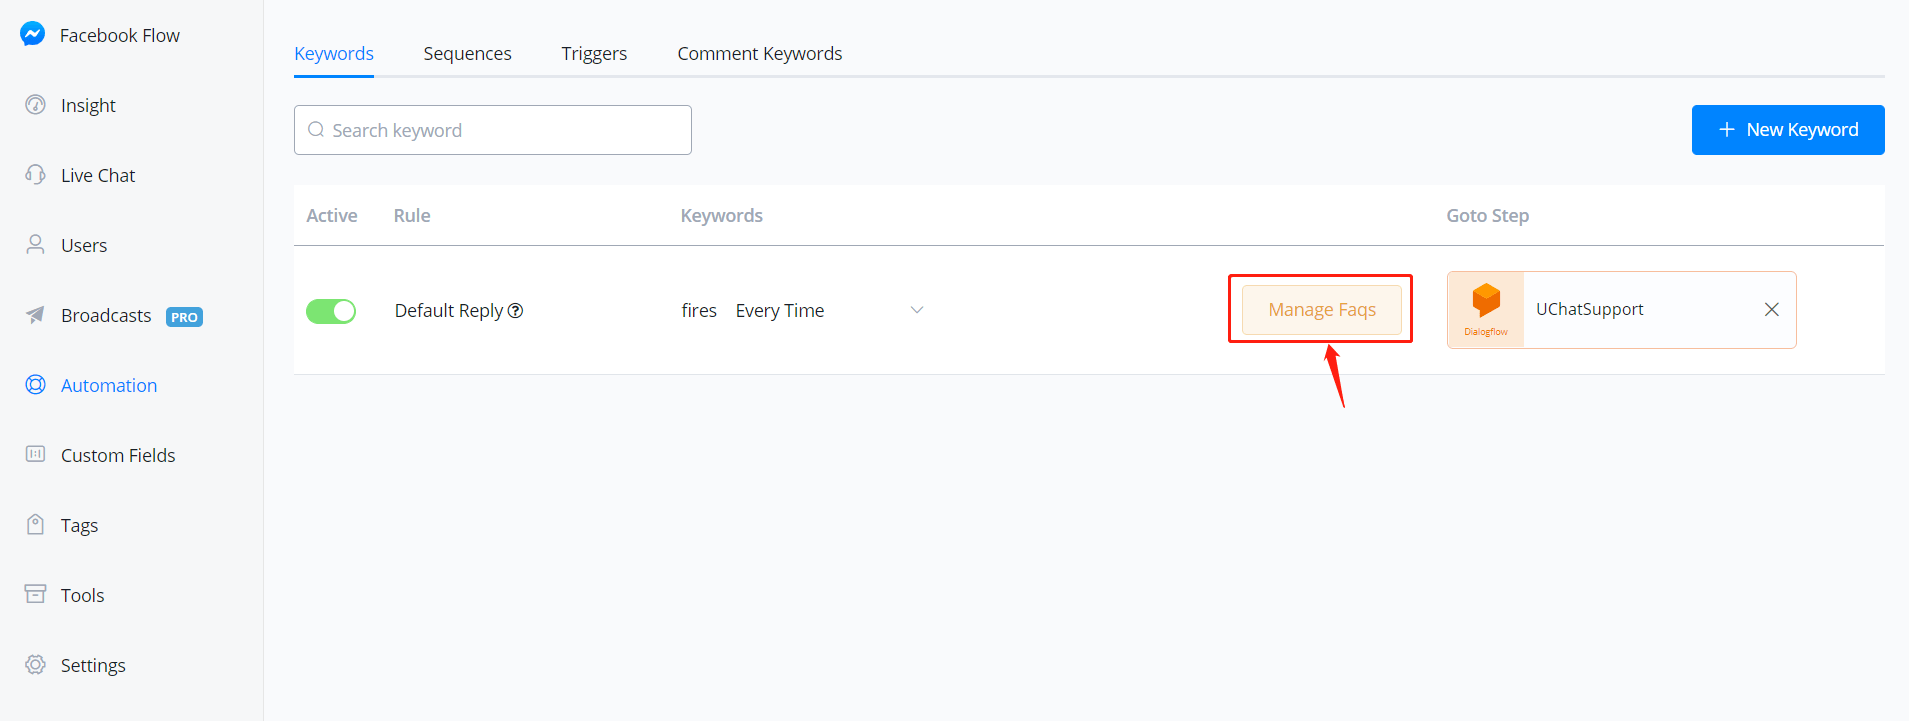 Facebook Flow
Insight
Live Chat
Users
Broadcasts PRO
Automation
Custom Fields
Tags
Tools
Settings
Keywords Sequences Triggers Comment Keywords
Search keyword
+ New Keyword
Active Rule Keywords Goto Step
Default Reply fires Every Time Manage Faqs UChatSupport
Dialogflow